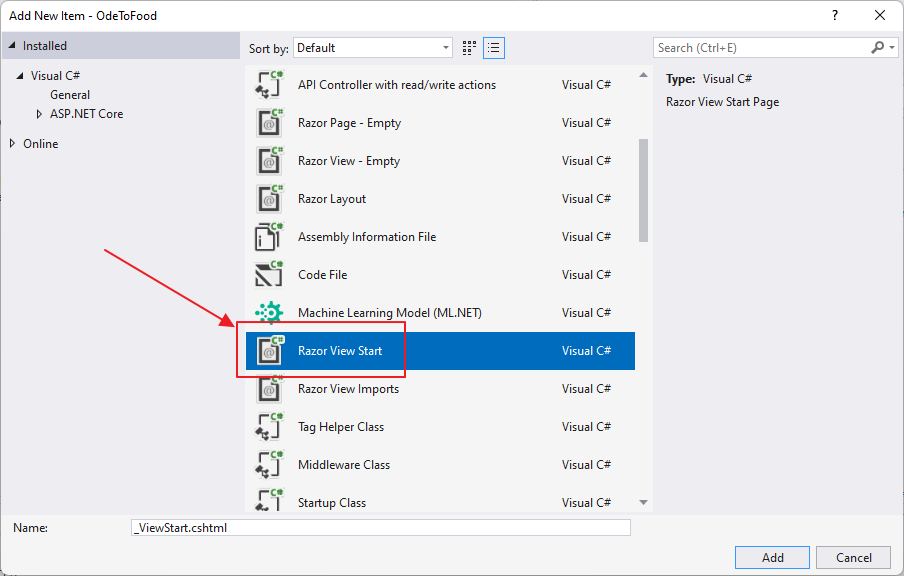 Add New Item - OdeToFood
?
Installed
Sort by: Default
Search (Ctrl+E)
Visual C#
General
ASP.NET Core
Online
API Controller with read/write actions Visual C#
Razor Page - Empty Visual C#
Razor View - Empty Visual C#
Razor Layout Visual C#
Assembly Information File Visual C#
Code File Visual C#
Machine Learning Model (ML.NET) Visual C#
Razor View Start Visual C#
Razor View Imports Visual C#
Tag Helper Class Visual C#
Middleware Class Visual C#
Startup Class Visual C#
Type: Visual C#
Razor View Start Page
Name: _ViewStart.cshtml
Add Cancel